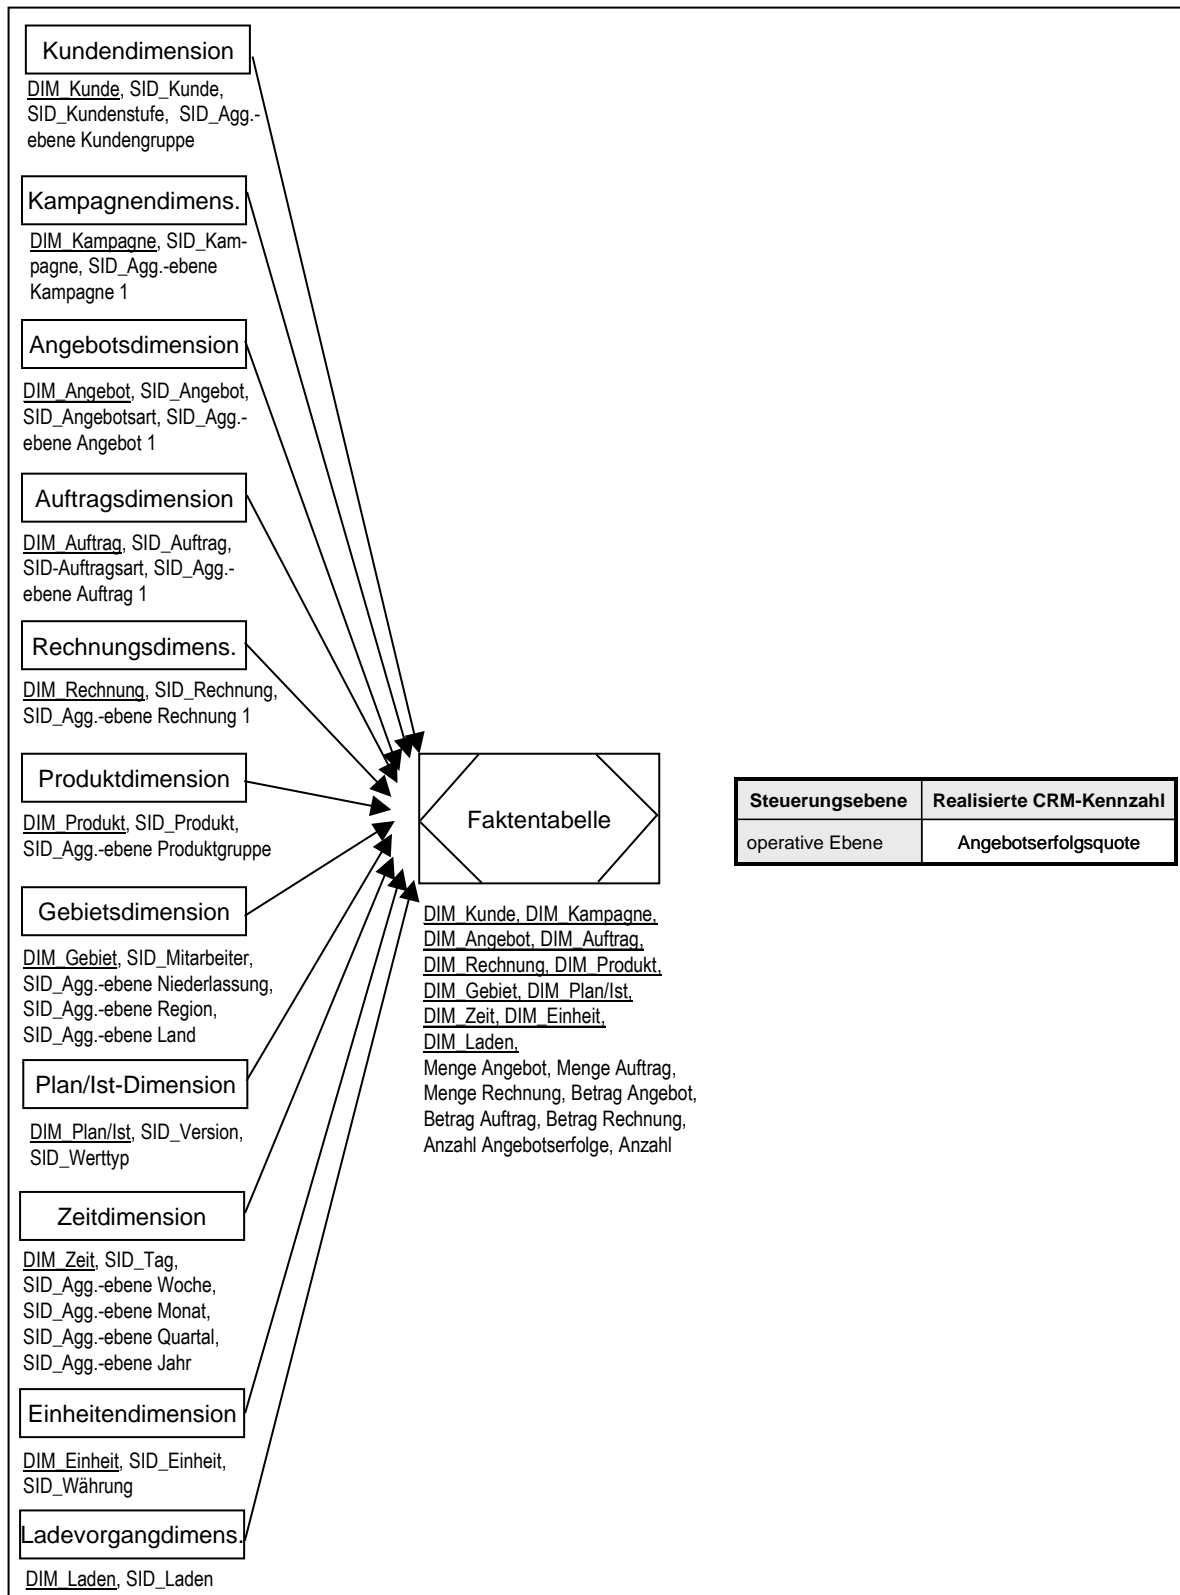 Kundendimension
DIM_Kunde, SID_Kunde,
SID_Kundenstufe, SID_Agg.-
ebene Kundengruppe
Kampagnendimens.
DIM_Kampagne, SID_Kam-
pagne, SID_Agg.-ebene
Kampagne 1
Angebotsdimension
DIM_Angebot, SID_Angebot,
SID_Angebotsart, SID_Agg.-
ebene Angebot 1
Auftragsdimension
DIM_Auftrag, SID_Auftrag,
SID-Auftragsart, SID_Agg.-
ebene Auftrag 1
Rechnungsdimens.
DIM_Rechnung, SID_Rechnung,
SID_Agg.-ebene Rechnung 1
Produktdimension
DIM_Produkt, SID_Produkt,
SID_Agg.-ebene Produktgruppe
Gebietsdimension
DIM_Gebiet, SID_Mitarbeiter,
SID_Agg.-ebene Niederlassung,
SID_Agg.-ebene Region,
SID_Agg.-ebene Land
Plan/Ist-Dimension
DIM_Plan/Ist, SID_Version,
SID_Werttyp
Zeitdimension
DIM_Zeit, SID_Tag,
SID_Agg.-ebene Woche,
SID_Agg.-ebene Monat,
SID_Agg.-ebene Quartal,
SID_Agg.-ebene Jahr
Einheitendimension
DIM_Einheit, SID_Einheit,
SID_Währung
Ladevorgangdimens.
DIM_Laden, SID_Laden
Faktentabelle
DIM_Kunde, DIM_Kampagne,
DIM_Angebot, DIM_Auftrag,
DIM_Rechnung, DIM_Produkt,
DIM_Gebiet, DIM_Plan/Ist,
DIM_Zeit, DIM_Einheit,
DIM_Laden,
Menge Angebot, Menge Auftrag,
Menge Rechnung, Betrag Angebot,
Betrag Auftrag, Betrag Rechnung,
Anzahl Angebotserfolge, Anzahl
Steuerungsebene Realisierte CRM-Kennzahl
operative Ebene Angebotserfolgsquote